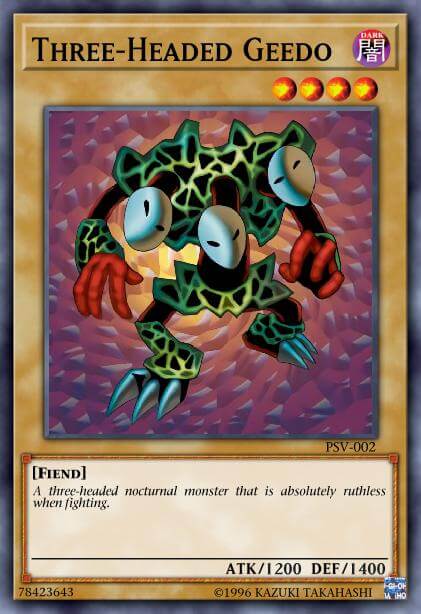 THREE-HEADED GEEDO
DARK
闇
PSV-002
[FIEND]
A three-headed nocturnal monster that is absolutely ruthless
when fighting.
ATK/1200 DEF/1400
78423643
©1996 KAZUKI TAKAHASHI